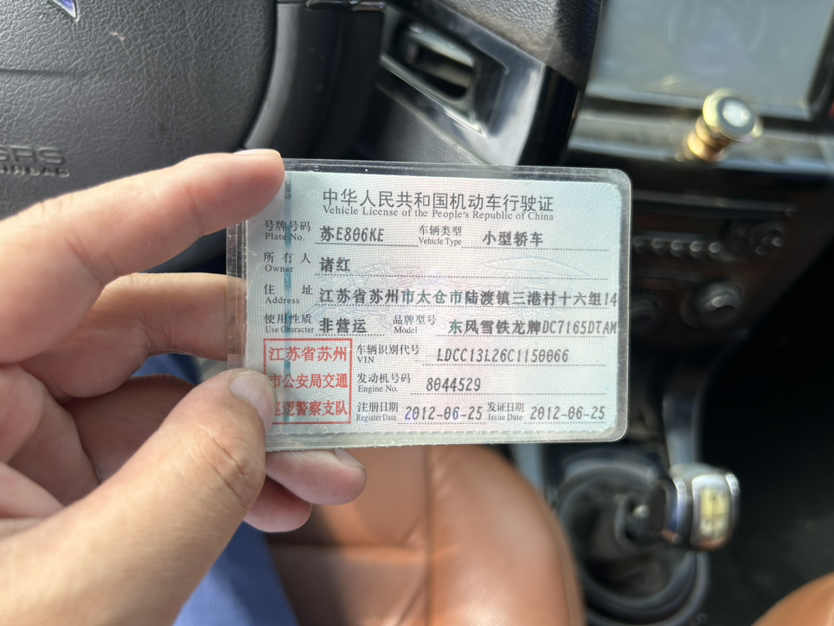 SRS
AIRBAG
中华人民共和国机动车行驶证
Vehicle License of the People's Republic of China
号牌号码 苏E806KE 车辆类型 小型轿车
Plate No. Vehicle Type
所有人 诸红
Owner
住址 江苏省苏州市太仓市陆渡镇三港村十六组14
Address
使用性质 非营运 品牌型号 东风雪铁龙牌DC7165DTAM
Use Character Model
江苏省苏州
市公安局交通
巡逻警察支队
车辆识别代号 LDCC13L26C1150066
VIN
发动机号码 8044529
Engine No.
注册日期 2012-06-25 发证日期 2012-06-25
Register Date Issue Date